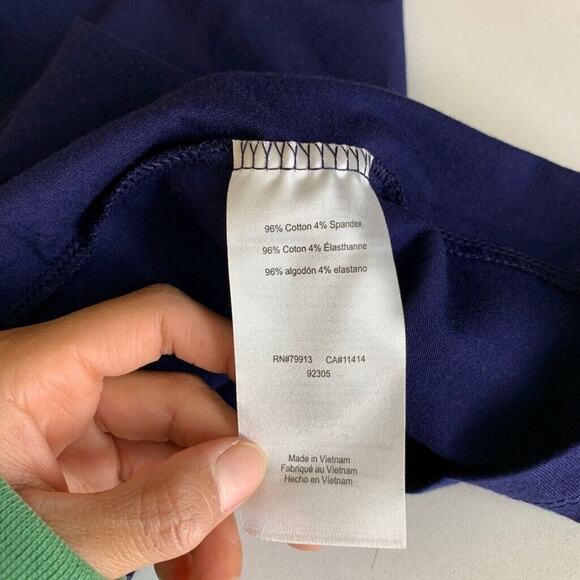 96% Cotton 4% Spandex
96% Coton 4% Élasthanne
96% algodón 4% elastano
RN#79913 CA#11414
92305
Made in Vietnam
Fabriqué au Vietnam
Hecho en Vietnam